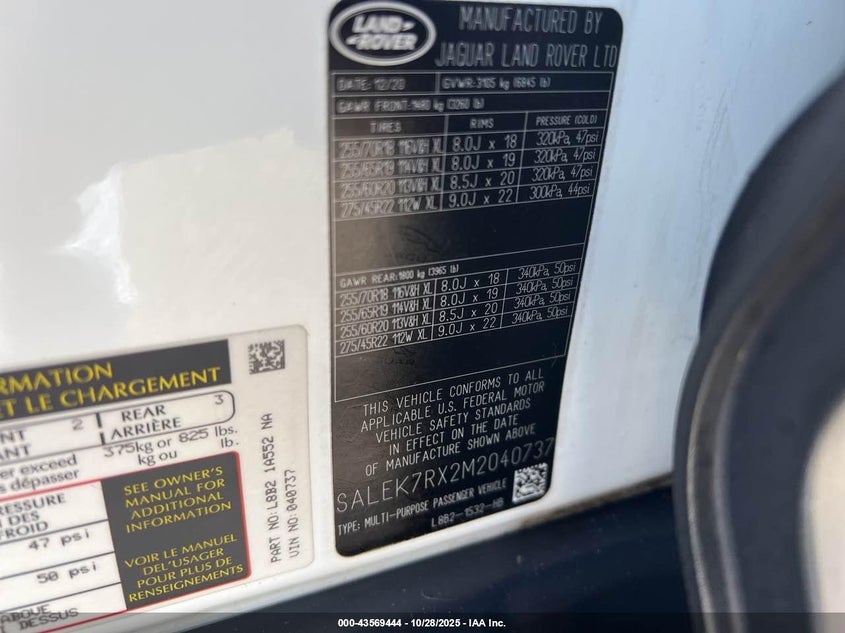 LAND
ROVER
MANUFACTURED BY
JAGUAR LAND ROVER LTD
DATE: 12/20 GVWR: 3105 kg (6845 lb)
GAWR FRONT: 1480 kg (3260 lb)
TIRES RIMS PRESSURE (COLD)
255/70R18 116V&H XL 8.0J x 18 320kPa, 47psi
255/65R19 114V&H XL 8.0J x 19 320kPa, 47psi
255/60R20 113V&H XL 8.5J x 20 320kPa, 47psi
275/45R22 112W XL 9.0J x 22 300kPa, 44psi
GAWR REAR: 1800 kg (3965 lb)
255/70R18 116V&H XL 8.0J x 18 340kPa, 50psi
255/65R19 114V&H XL 8.0J x 19 340kPa, 50psi
255/60R20 113V&H XL 8.5J x 20 340kPa, 50psi
275/45R22 112W XL 9.0J x 22 340kPa, 50psi
THIS VEHICLE CONFORMS TO ALL
APPLICABLE U.S. FEDERAL MOTOR
VEHICLE SAFETY STANDARDS
IN EFFECT ON THE DATE
OF MANUFACTURE SHOWN ABOVE
SALEK7RX2M2040737
TYPE: MULTI-PURPOSE PASSENGER VEHICLE
L8B2-1532-HB
ET LE CHARGEMENT
2 REAR 3
ARRIÈRE
375kg or 825 lbs.
kg ou lb.
47 psi
50 psi
SEE OWNER'S
MANUAL FOR
ADDITIONAL
INFORMATION
VOIR LE MANUEL
DE L'USAGER
POUR PLUS DE
RENSEIGNEMENTS
PART NO: L8B2 1A552 NA
VIN NO: 040737
000-43569444 - 10/28/2025 - IAA Inc.